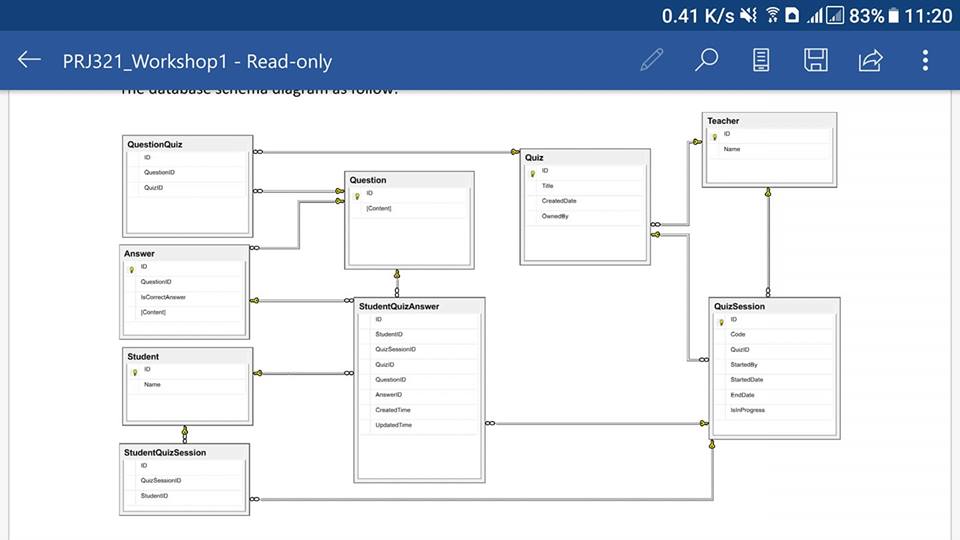 0.41 K/s 83% 11:20
PRJ321_Workshop1 - Read-only
The database schema diagram as follow:
QuestionQuiz
ID
QuestionID
QuizID
Question
ID
[Content]
Quiz
ID
Title
CreatedDate
OwnedBy
Teacher
ID
Name
Answer
ID
QuestionID
IsCorrectAnswer
[Content]
StudentQuizAnswer
ID
StudentID
QuizSessionID
QuizID
QuestionID
AnswerID
CreatedTime
UpdatedTime
QuizSession
ID
Code
QuizID
StartedBy
StartedDate
EndDate
IsInProgress
Student
ID
Name
StudentQuizSession
ID
QuizSessionID
StudentID